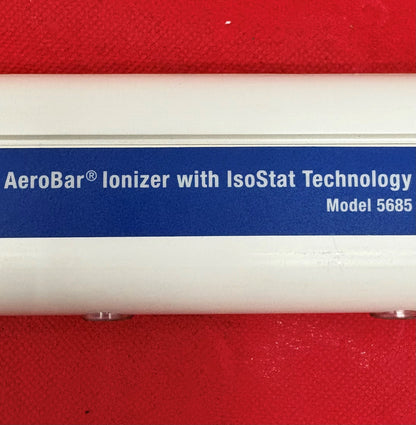 AeroBar® Ionizer with IsoStat Technology
Model 5685